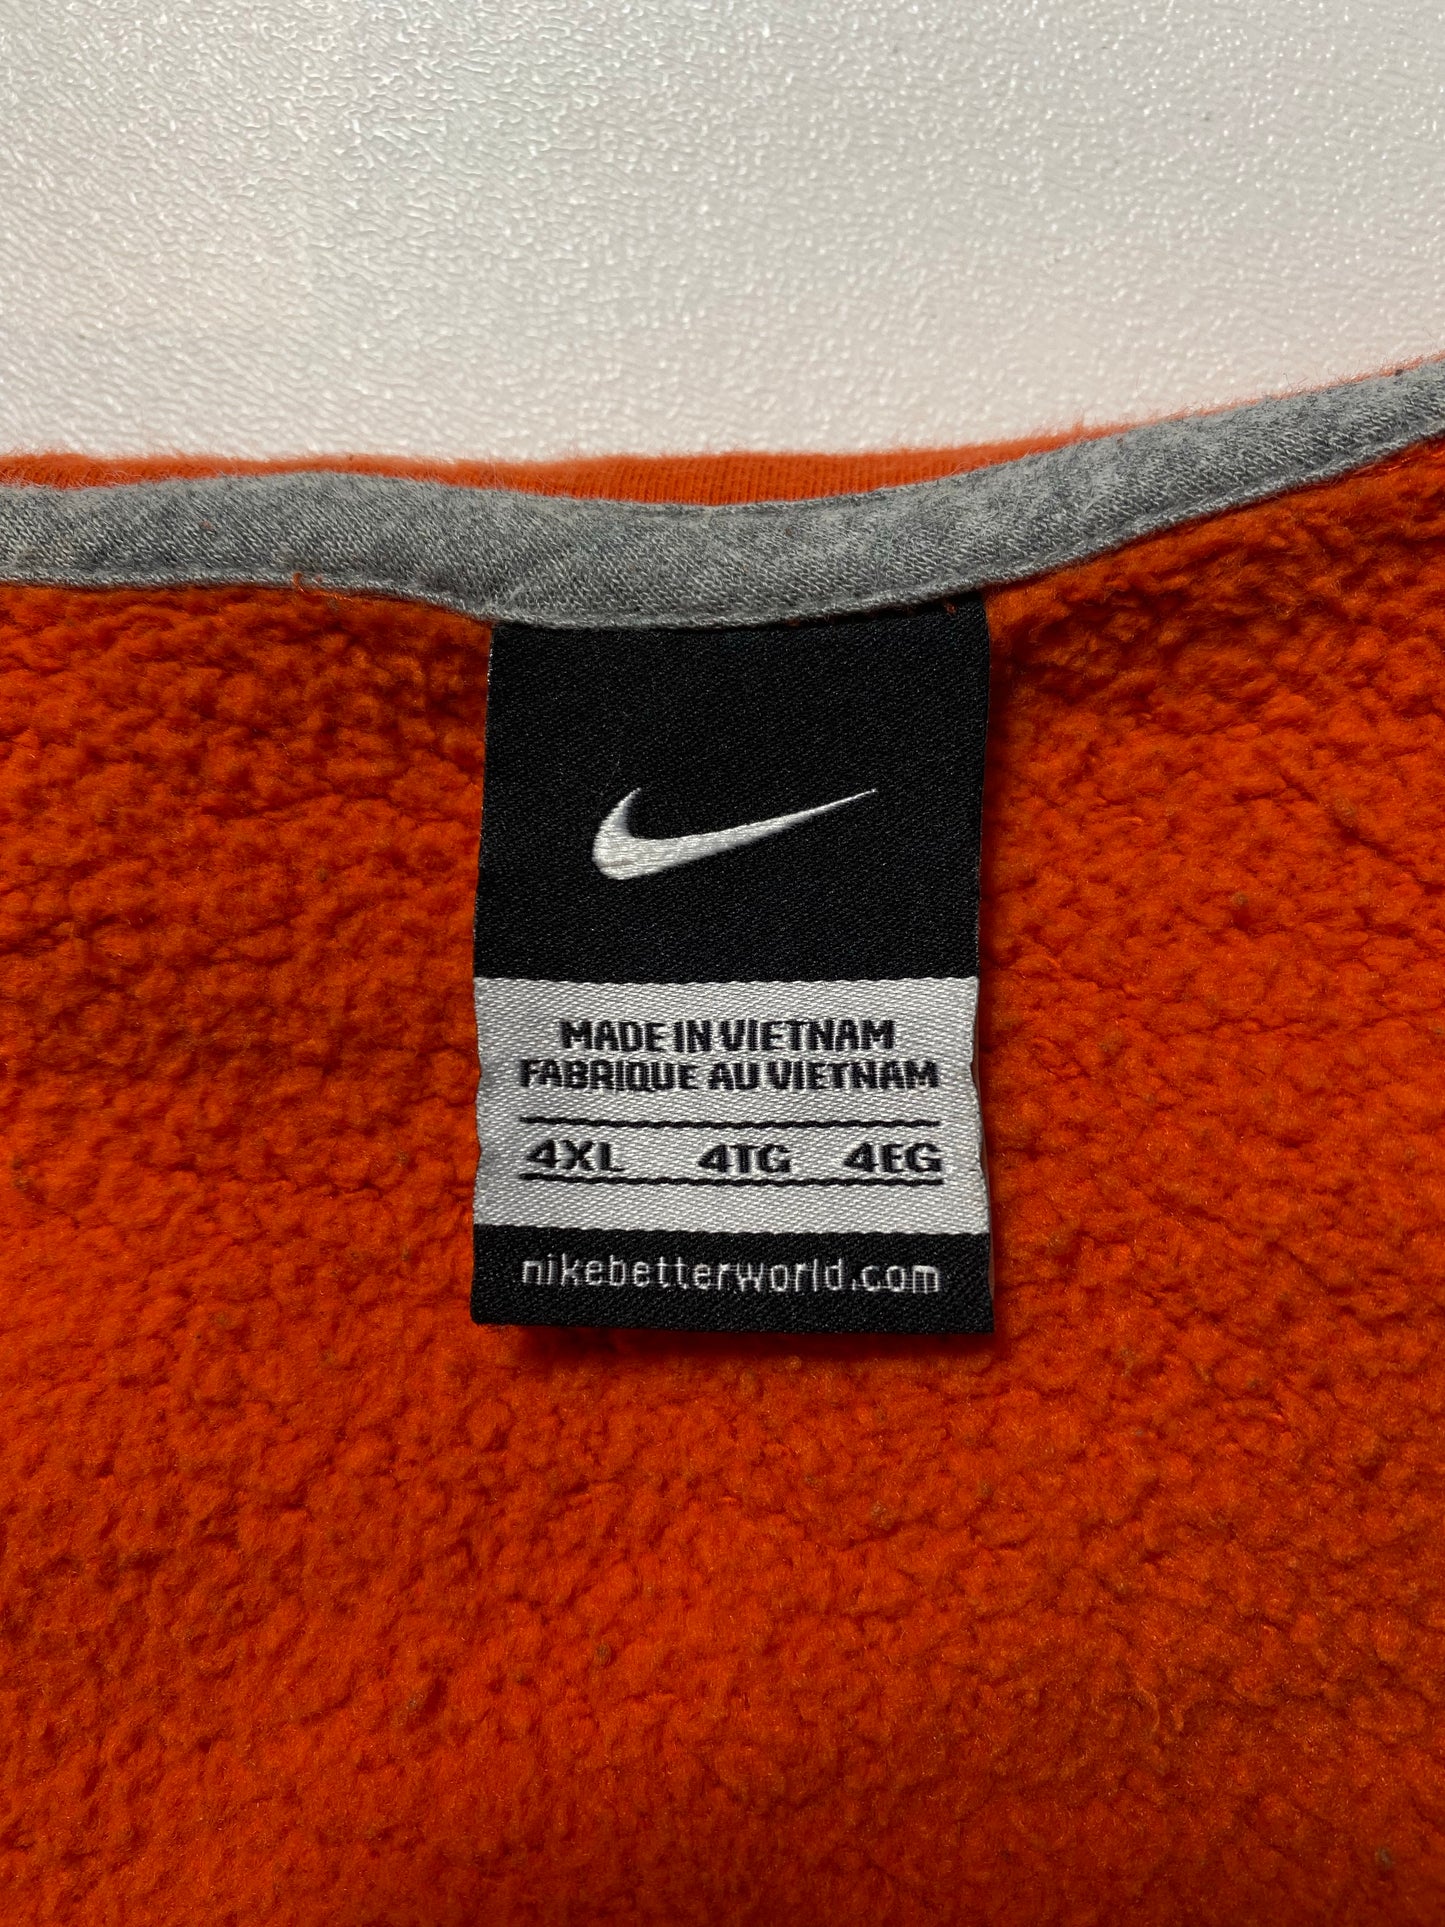 MADE IN VIETNAM
FABRIQUE AU VIETNAM
4XL 4TG 4EG
nikebetterworld.com